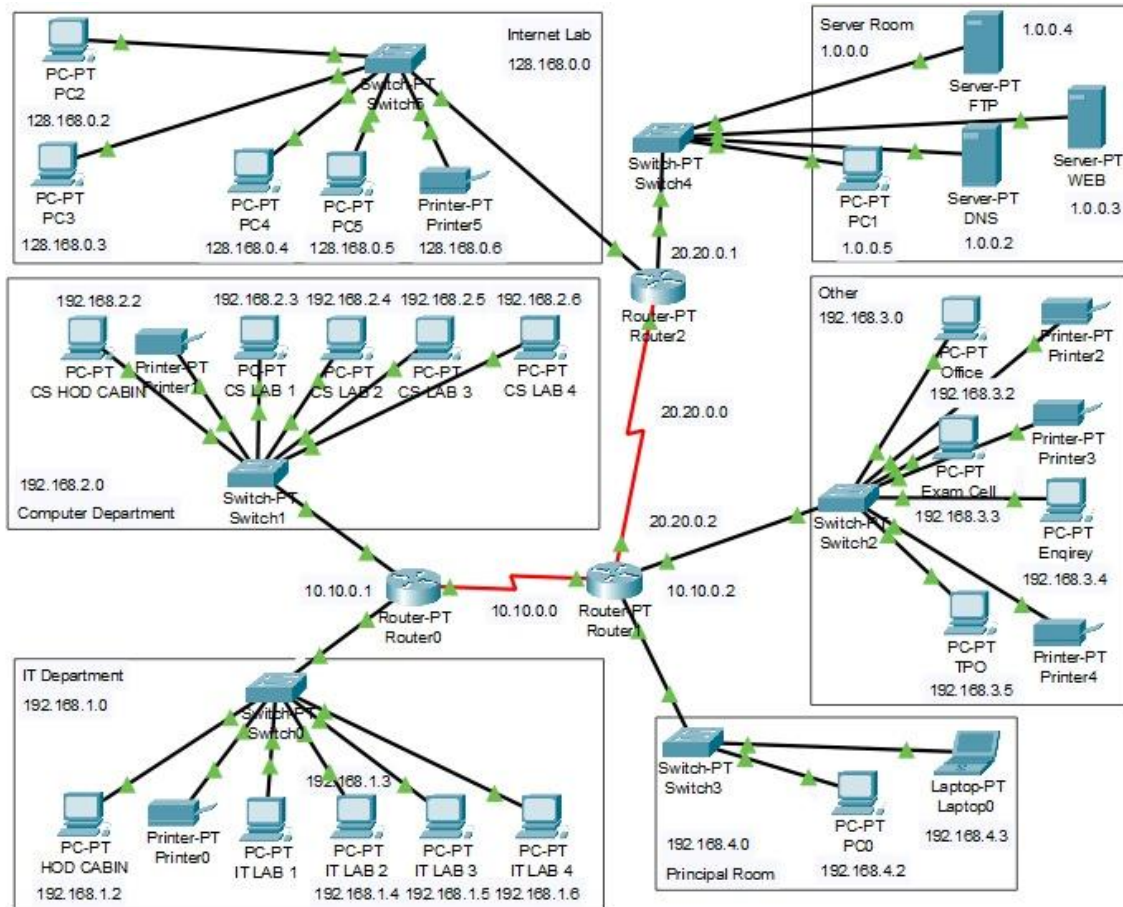 Internet Lab
128.168.0.0
PC-PT
PC2
128.168.0.2
Switch-PT
Switch5
PC-PT
PC3
128.168.0.3
PC-PT
PC4
128.168.0.4
PC-PT
PC5
128.168.0.5
Printer-PT
Printer5
128.168.0.6
Server Room
1.0.0.0
1.0.0.4
Server-PT
FTP
Server-PT
WEB
1.0.0.3
Switch-PT
Switch4
PC-PT
PC1
1.0.0.5
Server-PT
DNS
1.0.0.2
20.20.0.1
Router-PT
Router2
20.20.0.0
20.20.0.2
192.168.2.2
192.168.2.3
192.168.2.4
192.168.2.5
192.168.2.6
PC-PT
CS HOD CABIN
Printer-PT
Printer1
PC-PT
CS LAB 1
PC-PT
CS LAB 2
PC-PT
CS LAB 3
PC-PT
CS LAB 4
192.168.2.0
Computer Department
Switch-PT
Switch1
Other
192.168.3.0
PC-PT
Office
192.168.3.2
Printer-PT
Printer2
PC-PT
Exam Cell
192.168.3.3
Printer-PT
Printer3
Switch-PT
Switch2
PC-PT
Enqirey
192.168.3.4
PC-PT
TPO
192.168.3.5
Printer-PT
Printer4
10.10.0.1
Router-PT
Router0
10.10.0.0
Router-PT
Router1
10.10.0.2
IT Department
192.168.1.0
Switch-PT
Switch0
192.168.1.3
PC-PT
HOD CABIN
192.168.1.2
Printer-PT
Printer0
PC-PT
IT LAB 1
PC-PT
IT LAB 2
192.168.1.4
PC-PT
IT LAB 3
192.168.1.5
PC-PT
IT LAB 4
192.168.1.6
Switch-PT
Switch3
192.168.4.0
Principal Room
PC-PT
PC0
192.168.4.2
Laptop-PT
Laptop0
192.168.4.3